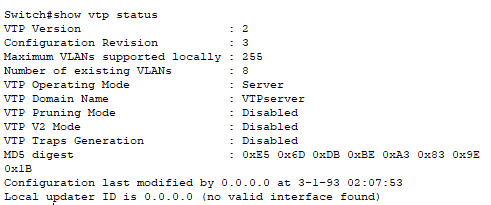 Switch#show vtp status
VTP Version : 2
Configuration Revision : 3
Maximum VLANs supported locally : 255
Number of existing VLANs : 8
VTP Operating Mode : Server
VTP Domain Name : VTPserver
VTP Pruning Mode : Disabled
VTP V2 Mode : Disabled
VTP Traps Generation : Disabled
MD5 digest : 0xE5 0x6D 0xDB 0xBE 0xA3 0x83 0x9E
0x1B
Configuration last modified by 0.0.0.0 at 3-1-93 02:07:53
Local updater ID is 0.0.0.0 (no valid interface found)